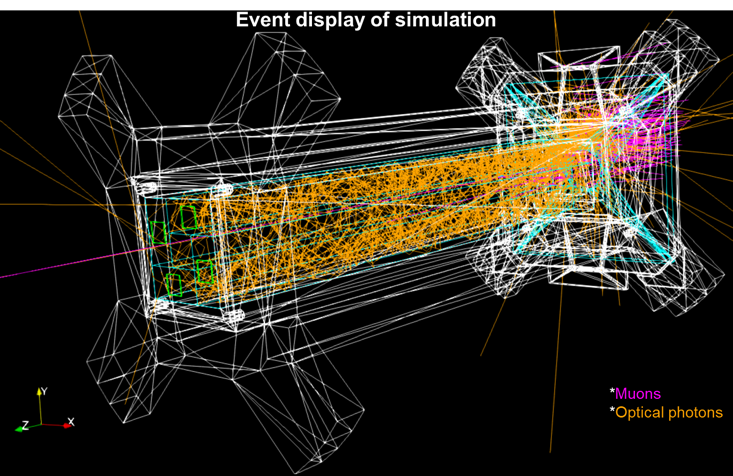 Event display of simulation
Y
Z
X
*Muons
*Optical photons